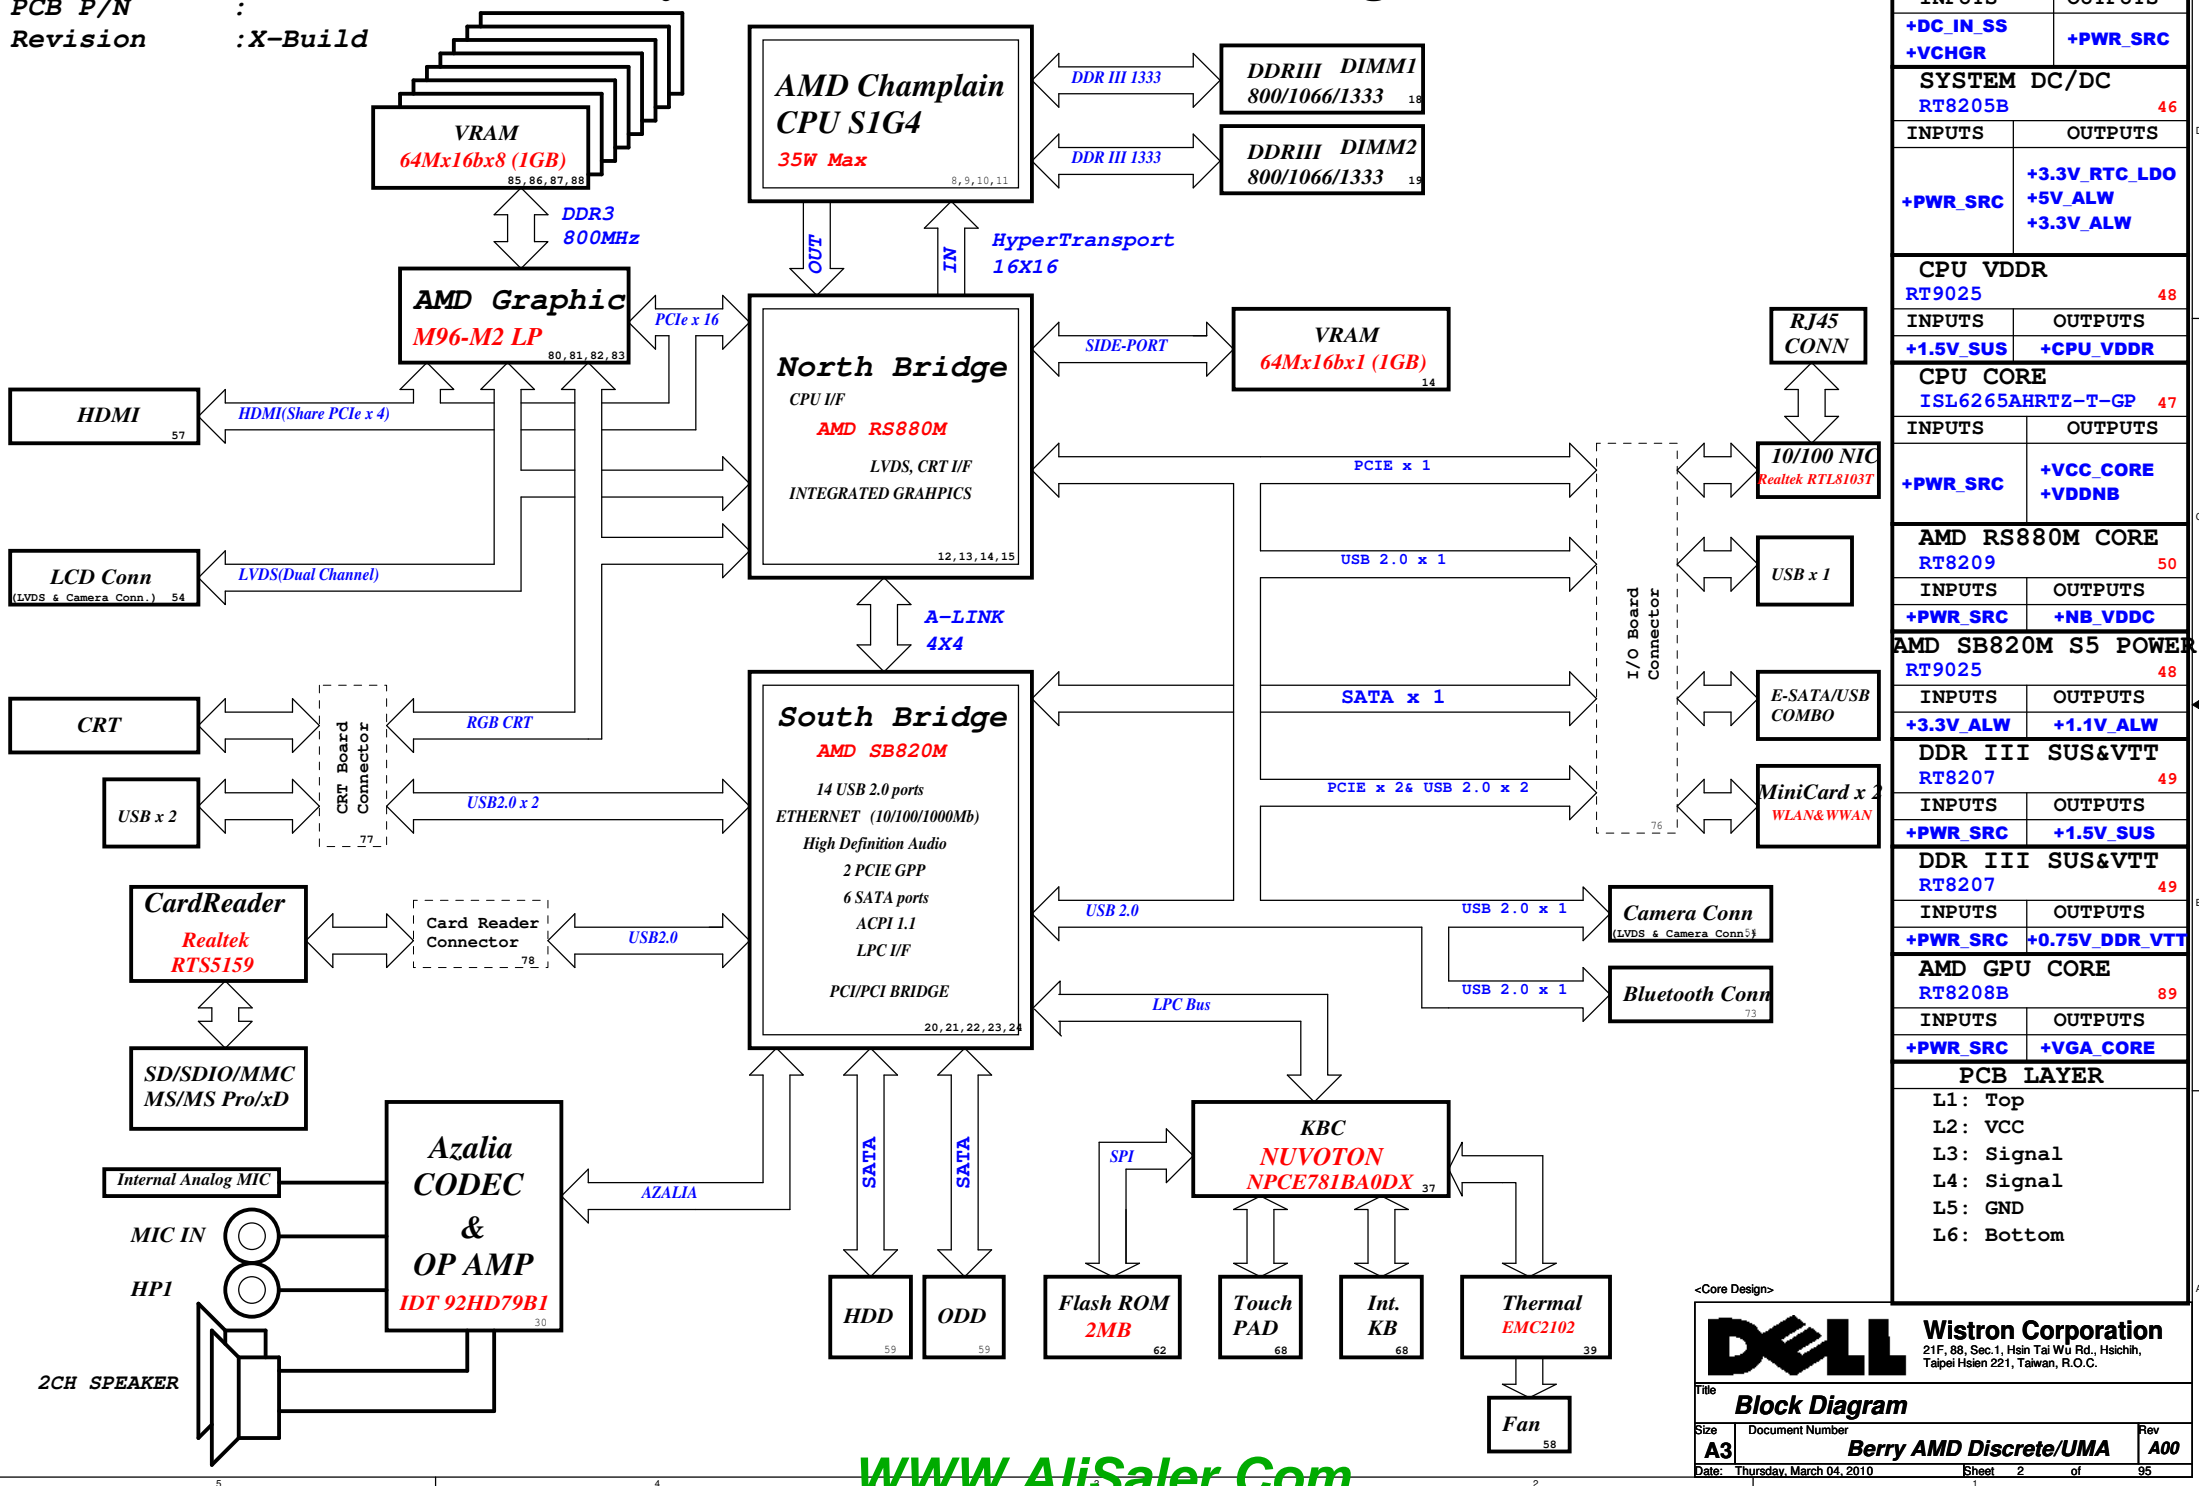 PCB P/N :
Revision :X-Build
VRAM
64Mx16bx8 (1GB)
85,86,87,88
DDR3
800MHz
AMD Champlain
CPU S1G4
35W Max
8,9,10,11
DDR III 1333
DDRIII DIMM1
800/1066/1333
18
DDR III 1333
DDRIII DIMM2
800/1066/1333
19
OUT
IN
HyperTransport
16X16
AMD Graphic
M96-M2 LP
80,81,82,83
PCIe x 16
North Bridge
CPU I/F
AMD RS880M
LVDS, CRT I/F
INTEGRATED GRAHPICS
12,13,14,15
SIDE-PORT
VRAM
64Mx16bx1 (1GB)
14
RJ45
CONN
HDMI
57
HDMI(Share PCIe x 4)
PCIE x 1
10/100 NIC
Realtek RTL8103T
LCD Conn
(LVDS & Camera Conn.) 54
LVDS(Dual Channel)
USB 2.0 x 1
USB x 1
A-LINK
4X4
I/O Board
Connector
76
CRT
CRT Board
Connector
77
RGB CRT
SATA x 1
E-SATA/USB
COMBO
USB x 2
USB2.0 x 2
PCIE x 2& USB 2.0 x 2
MiniCard x 2
WLAN&WWAN
South Bridge
AMD SB820M
14 USB 2.0 ports
ETHERNET (10/100/1000Mb)
High Definition Audio
2 PCIE GPP
6 SATA ports
ACPI 1.1
LPC I/F
PCI/PCI BRIDGE
20,21,22,23,24
CardReader
Realtek
RTS5159
Card Reader
Connector
78
USB2.0
USB 2.0
USB 2.0 x 1
Camera Conn
(LVDS & Camera Conn.)
USB 2.0 x 1
Bluetooth Conn
73
LPC Bus
SD/SDIO/MMC
MS/MS Pro/xD
Azalia
CODEC
&
OP AMP
IDT 92HD79B1
30
AZALIA
Internal Analog MIC
MIC IN
HP1
2CH SPEAKER
SATA
SATA
HDD
59
ODD
59
KBC
NUVOTON
NPCE781BA0DX
37
SPI
Flash ROM
2MB
62
Touch
PAD
68
Int.
KB
68
Thermal
EMC2102
39
Fan
58
INPUTS OUTPUTS
+DC_IN_SS
+VCHGR
+PWR_SRC
SYSTEM DC/DC
RT8205B 46
INPUTS OUTPUTS
+PWR_SRC
+3.3V_RTC_LDO
+5V_ALW
+3.3V_ALW
CPU VDDR
RT9025 48
INPUTS OUTPUTS
+1.5V_SUS +CPU_VDDR
CPU CORE
ISL6265AHRTZ-T-GP 47
INPUTS OUTPUTS
+PWR_SRC
+VCC_CORE
+VDDNB
AMD RS880M CORE
RT8209 50
INPUTS OUTPUTS
+PWR_SRC +NB_VDDC
AMD SB820M S5 POWER
RT9025 48
INPUTS OUTPUTS
+3.3V_ALW +1.1V_ALW
DDR III SUS&VTT
RT8207 49
INPUTS OUTPUTS
+PWR_SRC +1.5V_SUS
DDR III SUS&VTT
RT8207 49
INPUTS OUTPUTS
+PWR_SRC +0.75V_DDR_VTT
AMD GPU CORE
RT8208B 89
INPUTS OUTPUTS
+PWR_SRC +VGA_CORE
PCB LAYER
L1: Top
L2: VCC
L3: Signal
L4: Signal
L5: GND
L6: Bottom
<Core Design>
DELL
Wistron Corporation
21F, 88, Sec.1, Hsin Tai Wu Rd., Hsichih,
Taipei Hsien 221, Taiwan, R.O.C.
Title
Block Diagram
Size Document Number Rev
A3 Berry AMD Discrete/UMA A00
Date: Thursday, March 04, 2010 Sheet 2 of 95
WWW.AliSaler.Com
5 4 3 2 1